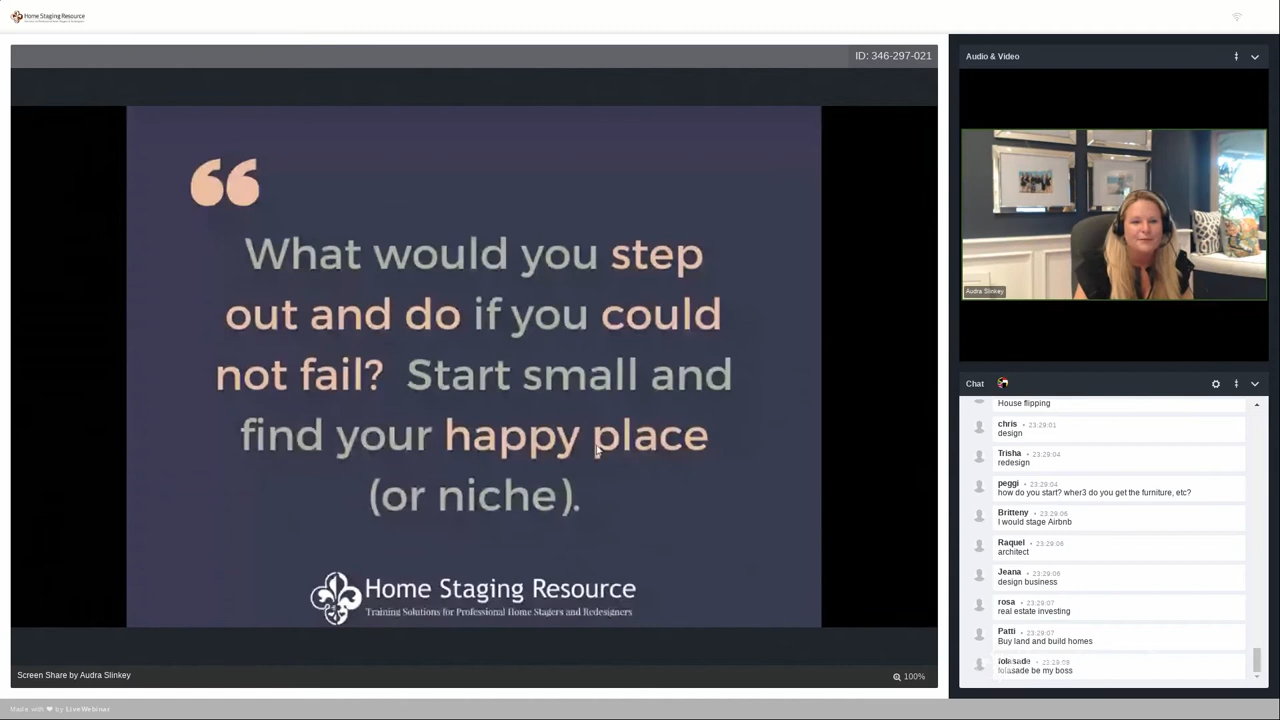 Home Staging Resource
ID: 346-297-021
“
What would you step
out and do if you could
not fail? Start small and
find your happy place
(or niche).
Home Staging Resource
Training Solutions for Professional Home Stagers and Redesigners
Screen Share by Audra Slinkey
100%
Audio & Video
Audra Slinkey
Chat
House flipping
chris • 23:29:01
design
Trisha • 23:29:04
redesign
peggi • 23:29:04
how do you start? wher3 do you get the furniture, etc?
Britteny • 23:29:06
I would stage Airbnb
Raquel • 23:29:06
architect
Jeana • 23:29:06
design business
rosa • 23:29:07
real estate investing
Patti • 23:29:07
Buy land and build homes
folasade • 23:29:08
folasade be my boss
Made with ❤ by LiveWebinar